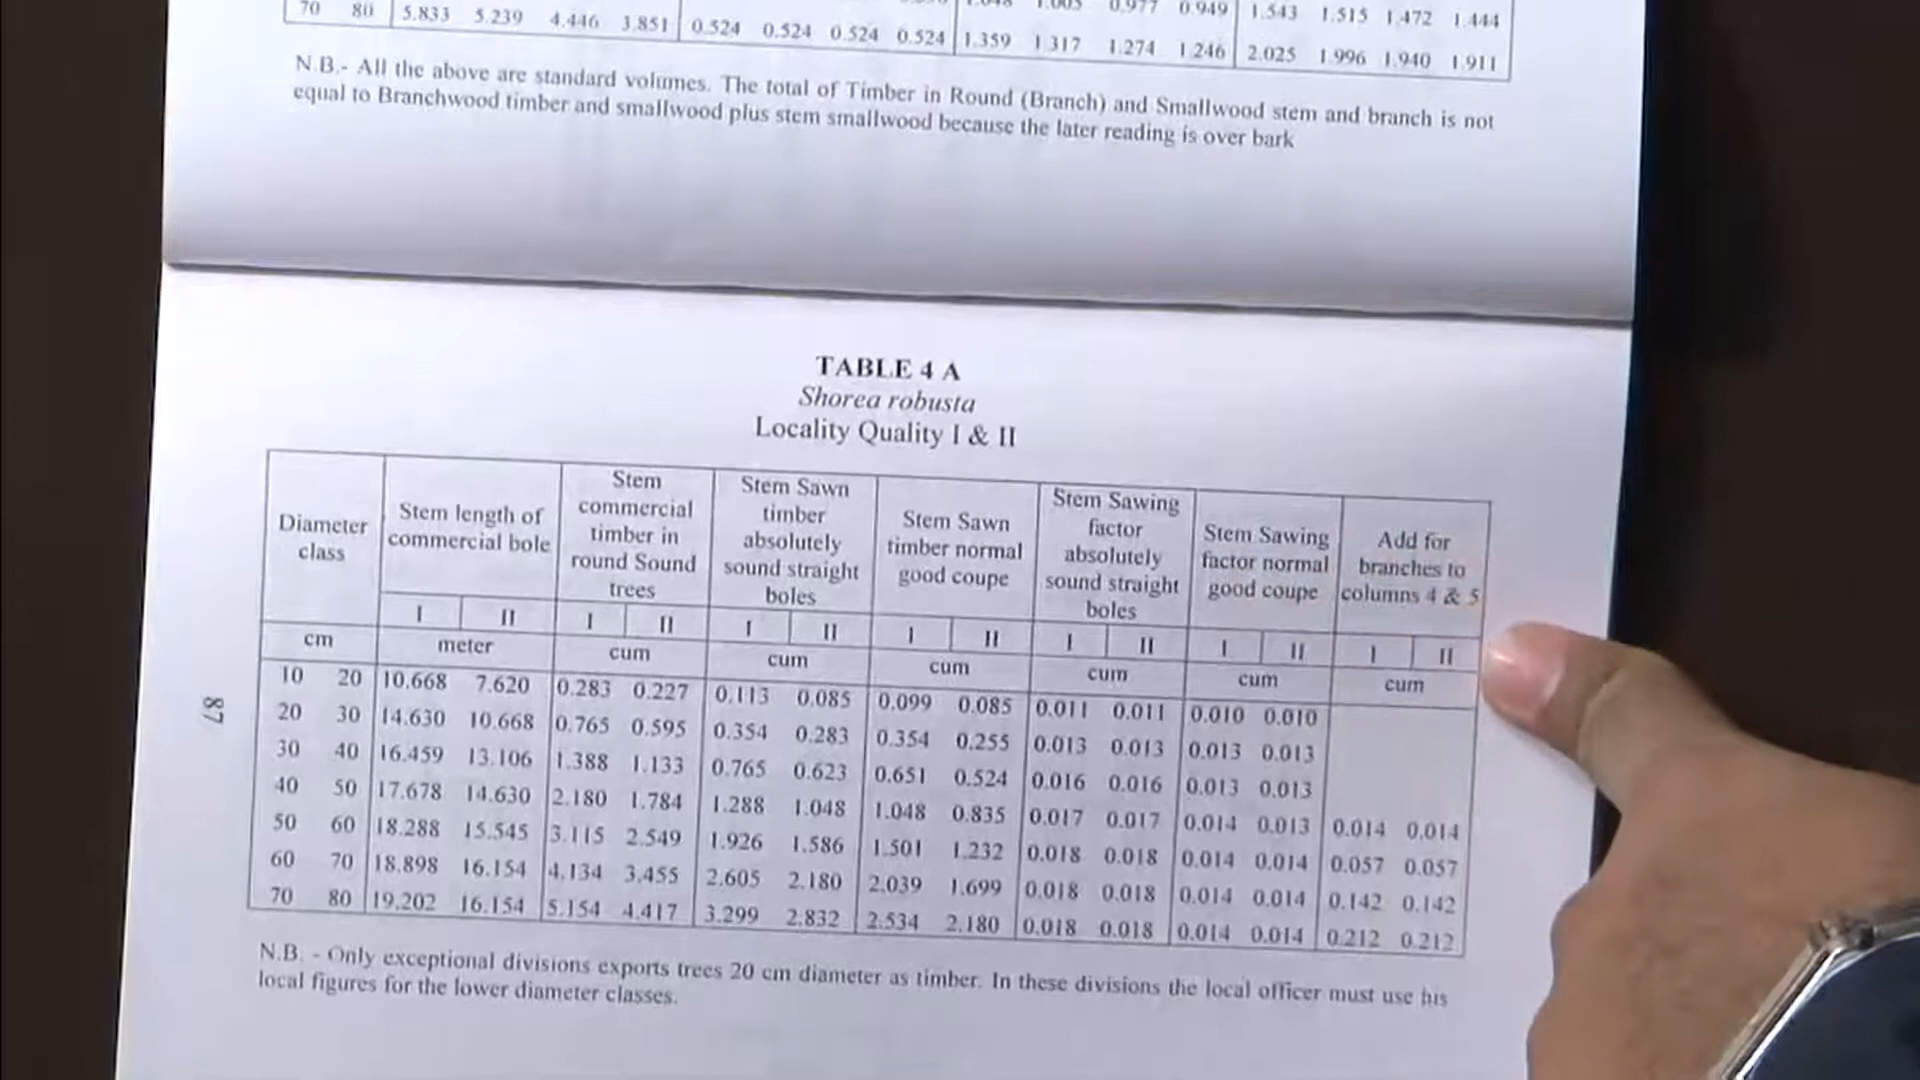 0.977 0.949 1.543 1.515 1.472 1.444
70 80 5.833 5.239 4.446 3.851 0.524 0.524 0.524 0.524 1.359 1.317 1.274 1.246 2.025 1.996 1.940 1.911
N.B.- All the above are standard volumes. The total of Timber in Round (Branch) and Smallwood stem and branch is not
equal to Branchwood timber and smallwood plus stem smallwood because the later reading is over bark
TABLE 4 A
Shorea robusta
Locality Quality I & II
Diameter class
Stem length of commercial bole
Stem commercial timber in round Sound trees
Stem Sawn timber absolutely sound straight boles
Stem Sawn timber normal good coupe
Stem Sawing factor absolutely sound straight boles
Stem Sawing factor normal good coupe
Add for branches to columns 4 & 5
I II I II I II I II I II I II I II
cm meter cum cum cum cum cum cum
10 20 10.668 7.620 0.283 0.227 0.113 0.085 0.099 0.085 0.011 0.011 0.010 0.010
20 30 14.630 10.668 0.765 0.595 0.354 0.283 0.354 0.255 0.013 0.013 0.013 0.013
30 40 16.459 13.106 1.388 1.133 0.765 0.623 0.651 0.524 0.016 0.016 0.013 0.013
40 50 17.678 14.630 2.180 1.784 1.288 1.048 1.048 0.835 0.017 0.017 0.014 0.013 0.014 0.014
50 60 18.288 15.545 3.115 2.549 1.926 1.586 1.501 1.232 0.018 0.018 0.014 0.014 0.057 0.057
60 70 18.898 16.154 4.134 3.455 2.605 2.180 2.039 1.699 0.018 0.018 0.014 0.014 0.142 0.142
70 80 19.202 16.154 5.154 4.417 3.299 2.832 2.534 2.180 0.018 0.018 0.014 0.014 0.212 0.212
N.B. - Only exceptional divisions exports trees 20 cm diameter as timber. In these divisions the local officer must use his
local figures for the lower diameter classes.
87